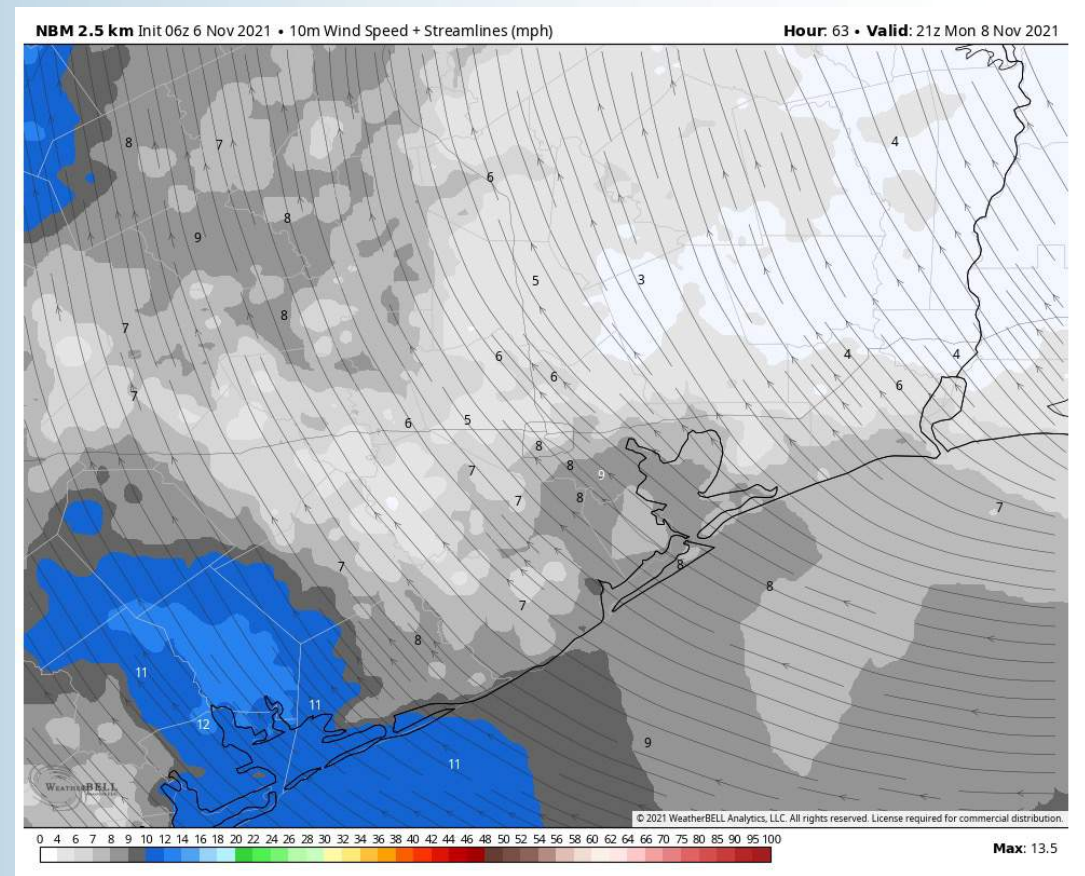 NBM 2.5 km Init 06z 6 Nov 2021 • 10m Wind Speed + Streamlines (mph) Hour: 63 • Valid: 21z Mon 8 Nov 2021
8 7 4
6
8
9
5 3
8
7
6 4 4
6 6
7
6 5
8
7 8 9
7 8 7
7 8
8
7
8
11
11
12
9
11
WEATHERBELL
© 2021 WeatherBELL Analytics, LLC. All rights reserved. License required for commercial distribution.
0 4 6 7 8 9 10 12 14 16 18 20 22 24 26 28 30 32 34 36 38 40 42 44 46 48 50 52 54 56 58 60 62 64 66 70 75 80 85 90 95 100
Max: 13.5